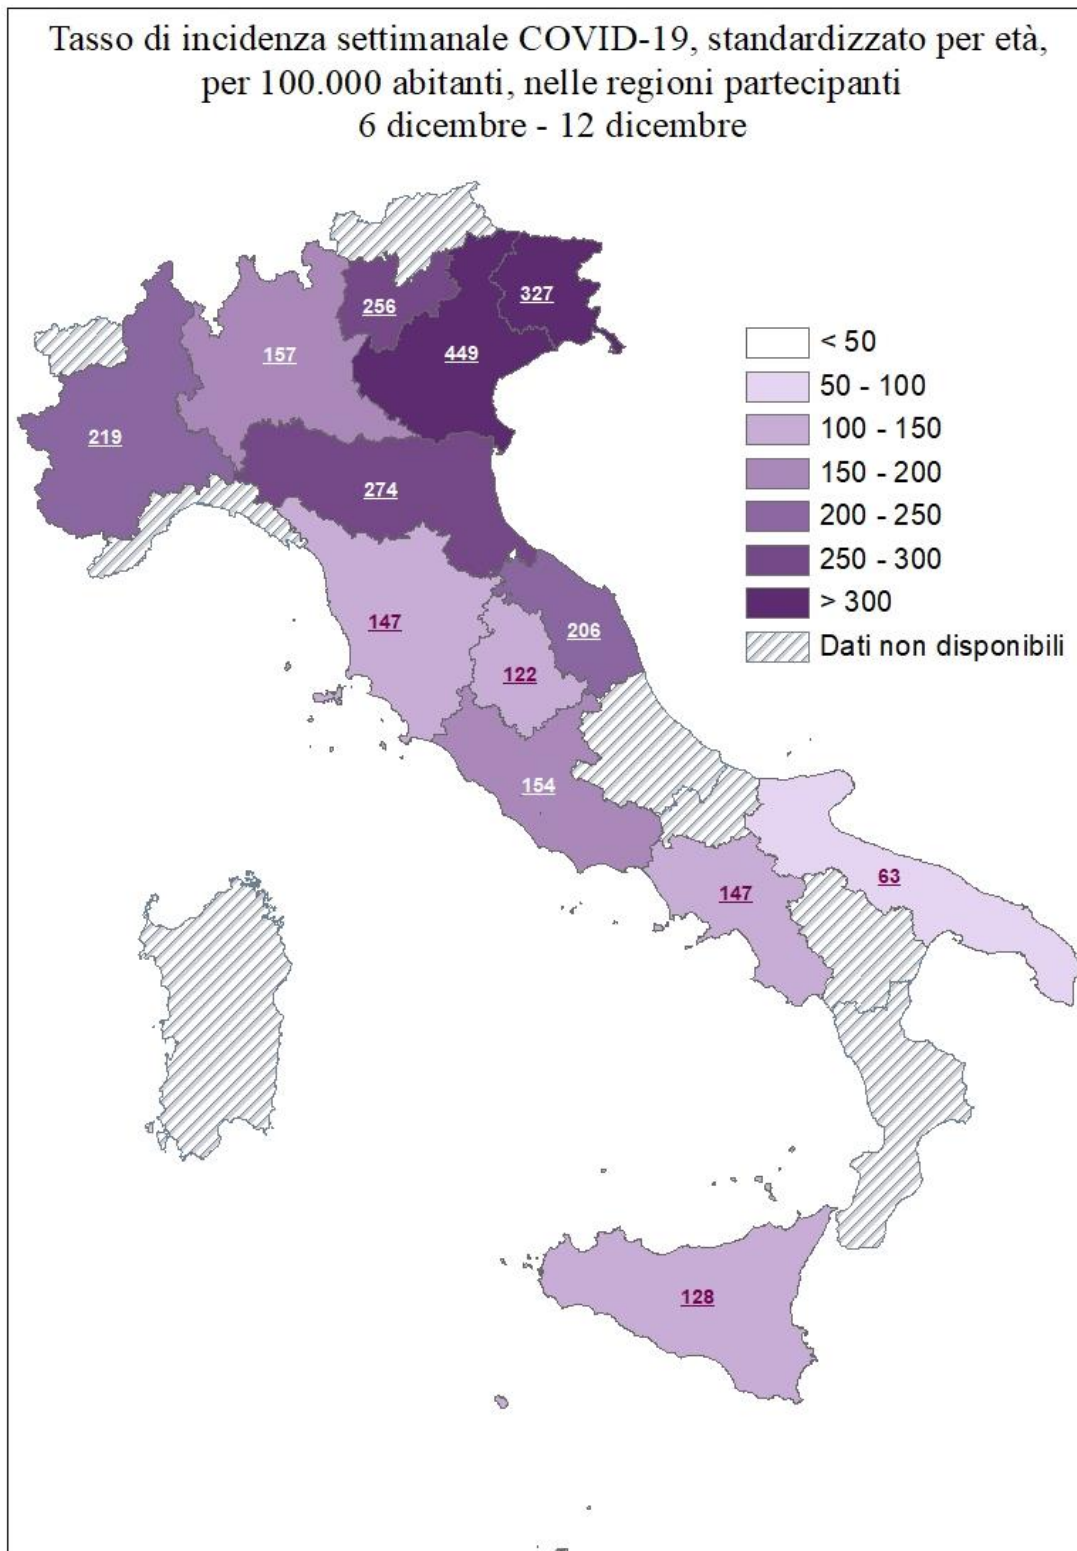 Tasso di incidenza settimanale COVID-19, standardizzato per età,
per 100.000 abitanti, nelle regioni partecipanti
6 dicembre - 12 dicembre
256
327
157
449
219
274
147
122
206
154
147
63
128
< 50
50 - 100
100 - 150
150 - 200
200 - 250
250 - 300
> 300
Dati non disponibili